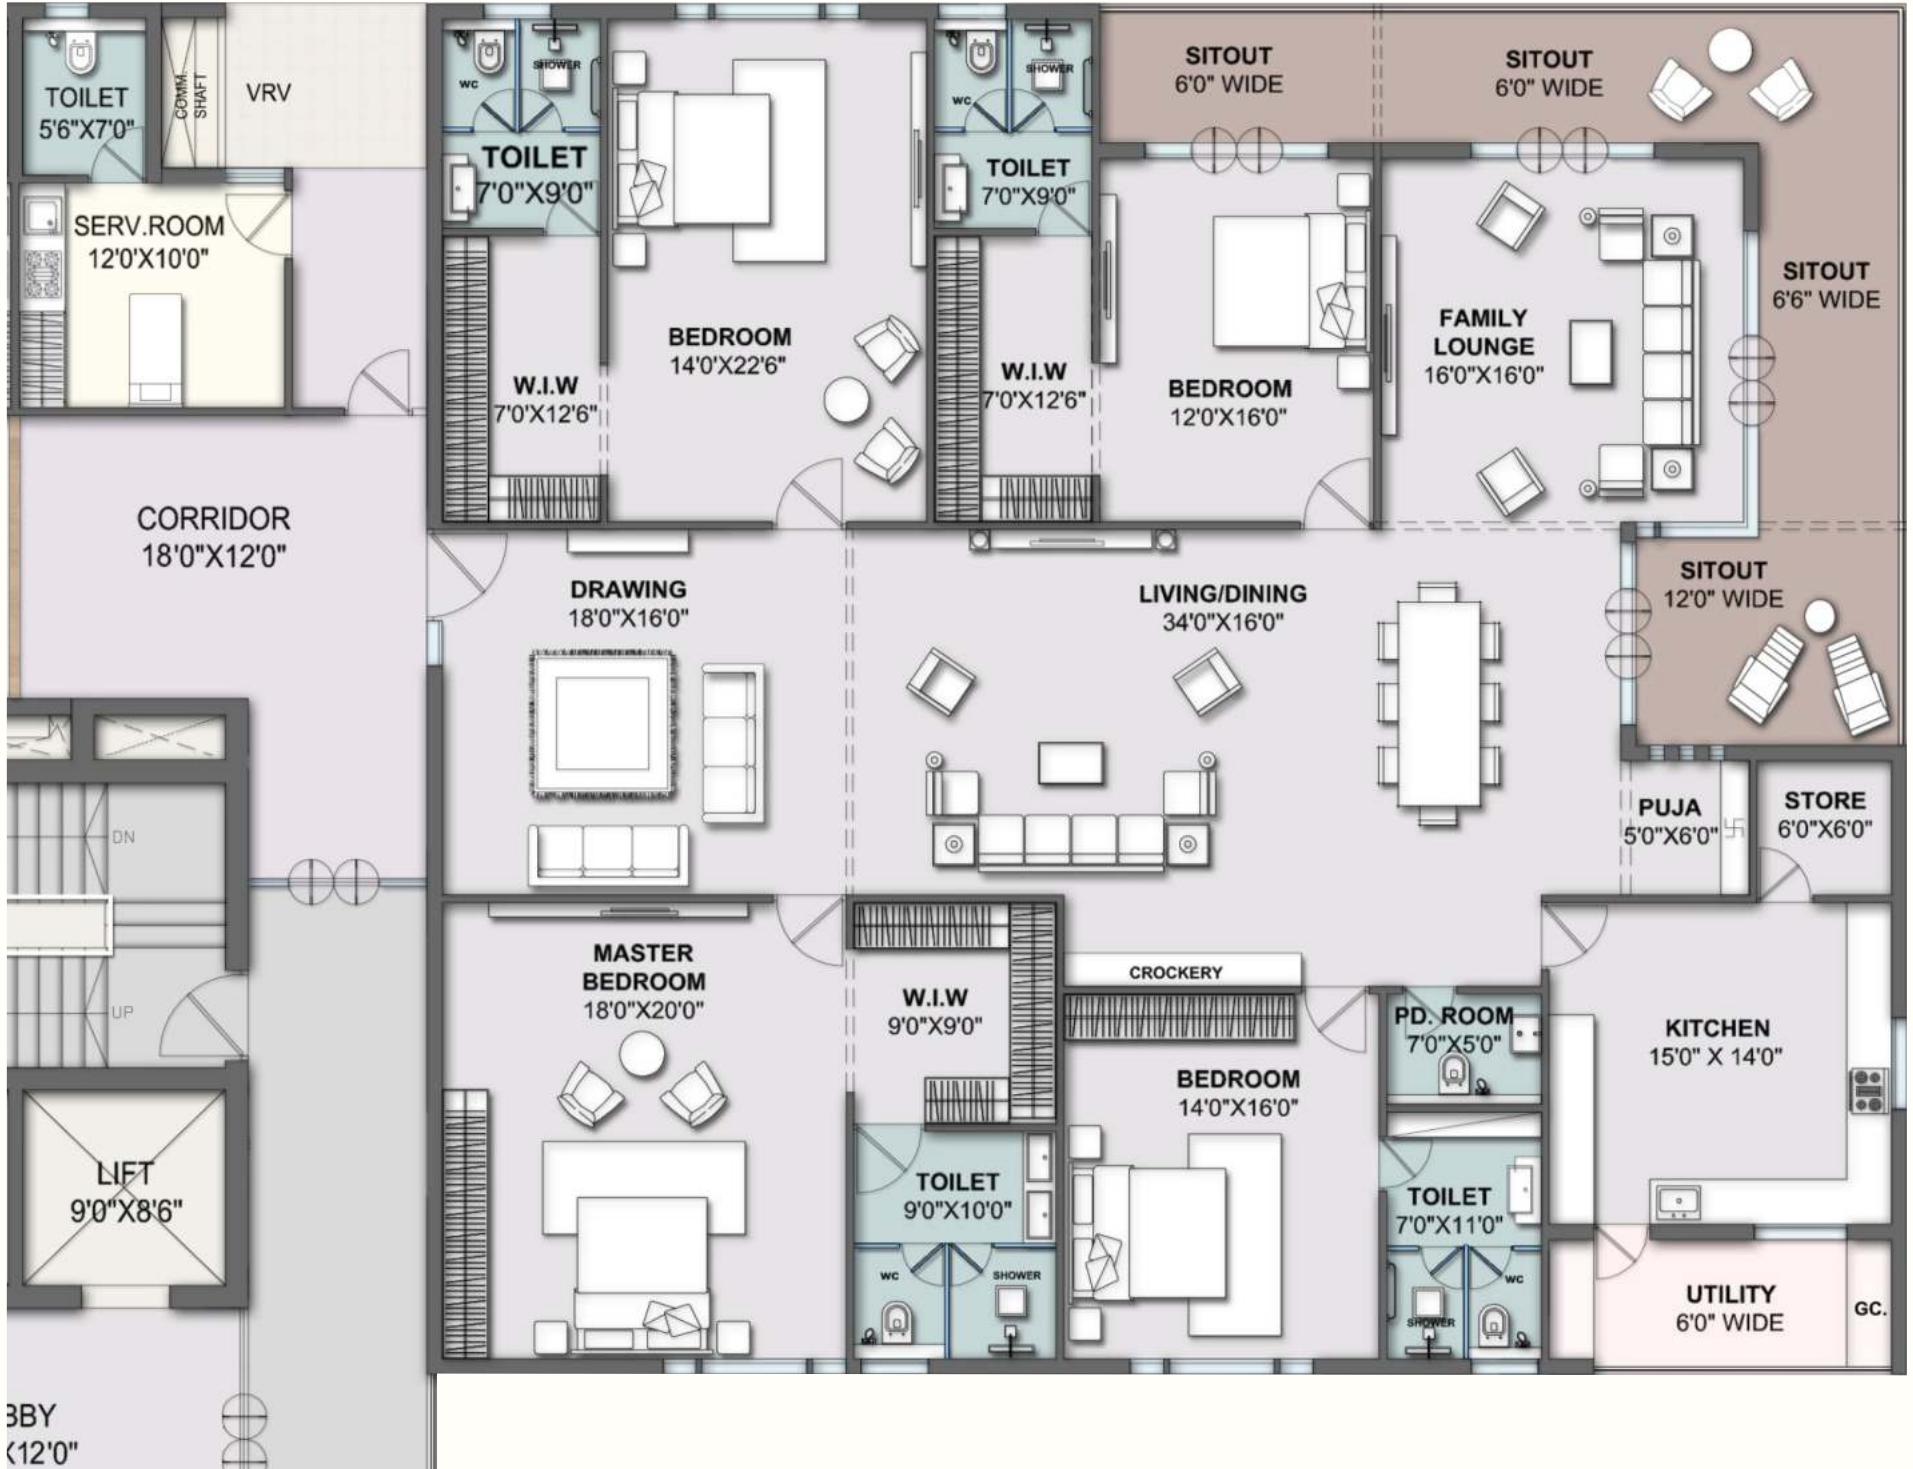 TOILET
5'6"X7'0"
COMM.
SHAFT
VRV
SERV.ROOM
12'0'X10'0"
CORRIDOR
18'0"X12'0"
DN
UP
LIFT
9'0"X8'6"
BBY
X12'0"
WC
SHOWER
TOILET
7'0"X9'0"
W.I.W
7'0'X12'6"
BEDROOM
14'0'X22'6"
WC
SHOWER
TOILET
7'0"X9'0"
W.I.W
7'0'X12'6"
SITOUT
6'0" WIDE
SITOUT
6'0" WIDE
BEDROOM
12'0'X16'0"
FAMILY
LOUNGE
16'0'X16'0"
SITOUT
6'6" WIDE
DRAWING
18'0"X16'0"
LIVING/DINING
34'0"X16'0"
SITOUT
12'0" WIDE
PUJA
5'0"X6'0"
卐
STORE
6'0"X6'0"
MASTER
BEDROOM
18'0"X20'0"
W.I.W
9'0"X9'0"
TOILET
9'0"X10'0"
WC
SHOWER
CROCKERY
BEDROOM
14'0"X16'0"
PD. ROOM
7'0"X5'0"
TOILET
7'0"X11'0"
SHOWER
WC
KITCHEN
15'0" X 14'0"
UTILITY
6'0" WIDE
GC.